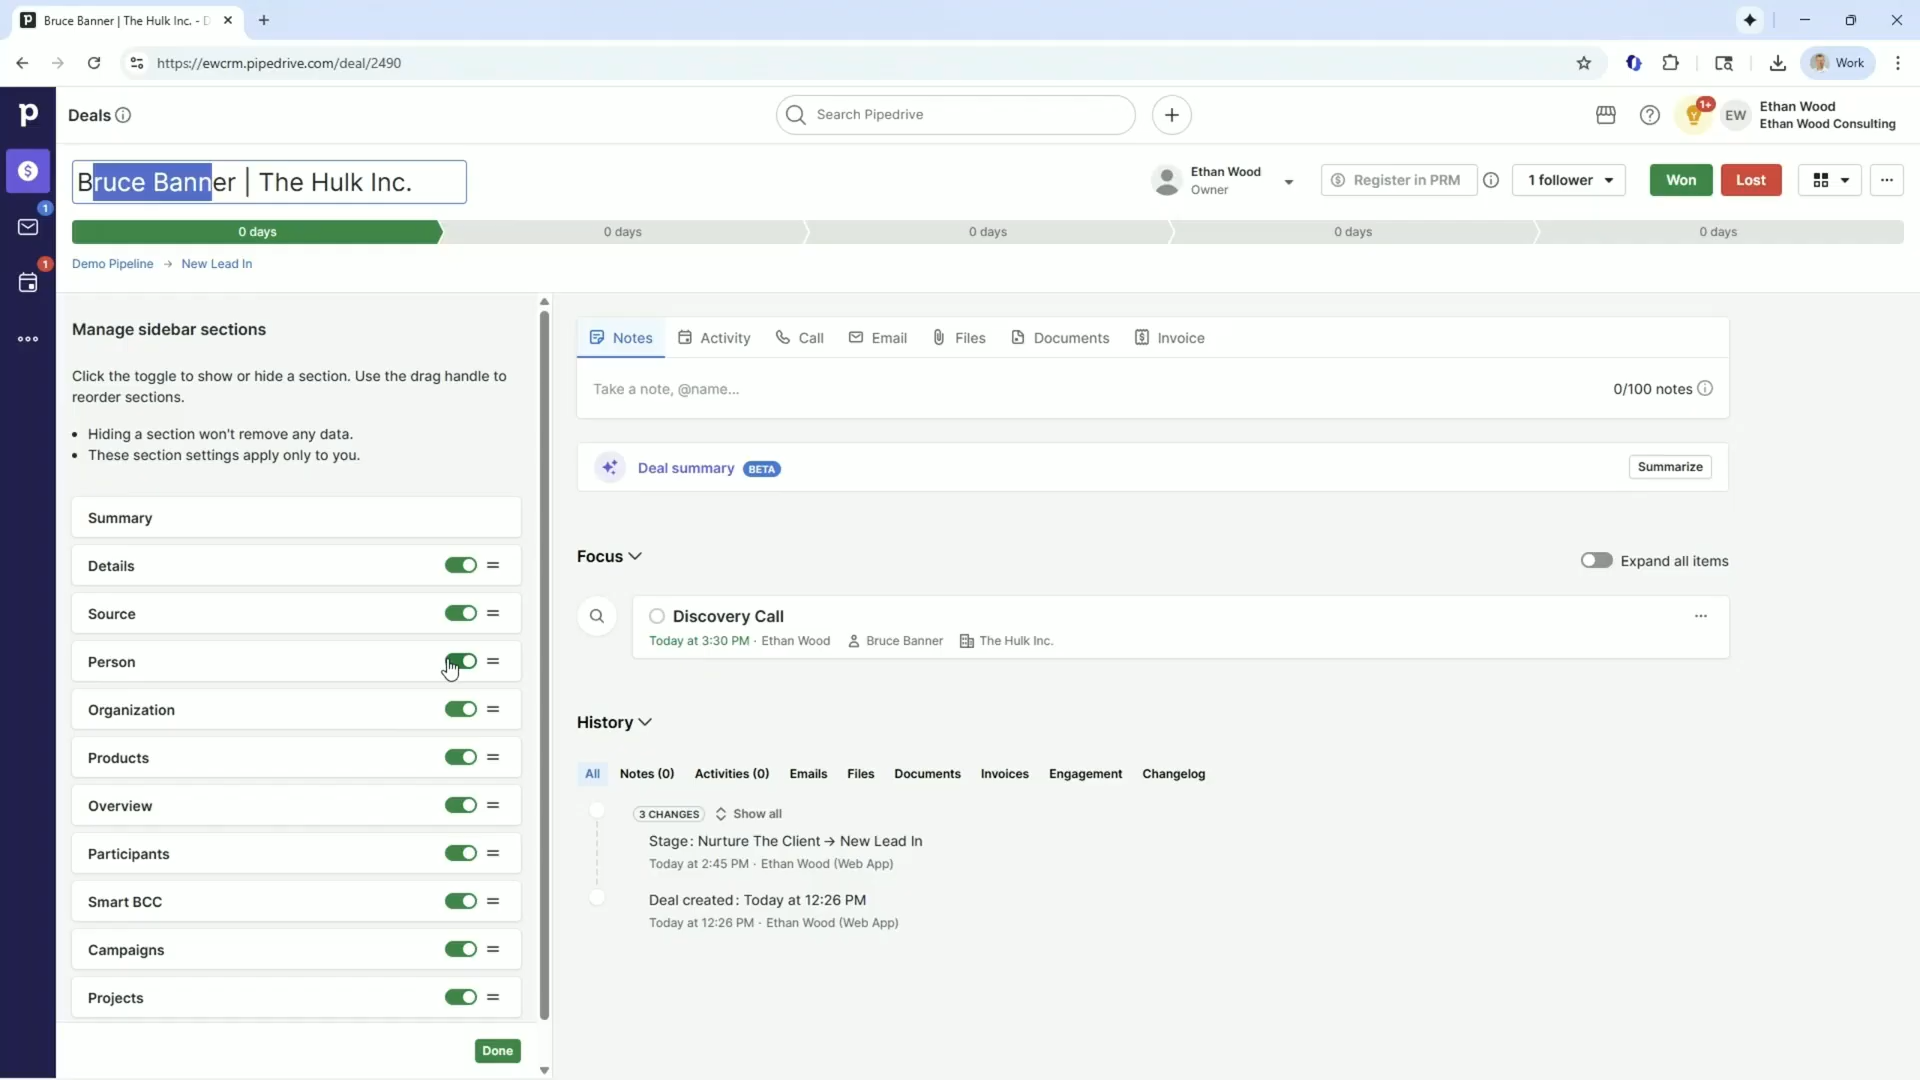 Bruce Banner | The Hulk Inc. - D
https://ewcrm.pipedrive.com/deal/2490
Work
p
Deals
Search Pipedrive
1+
EW
Ethan Wood
Ethan Wood Consulting
Bruce Banner | The Hulk Inc.
Ethan Wood
Owner
Register in PRM
1 follower
Won
Lost
1
1
0 days
0 days
0 days
0 days
0 days
Demo Pipeline → New Lead In
Manage sidebar sections
Click the toggle to show or hide a section. Use the drag handle to
reorder sections.
• Hiding a section won't remove any data.
• These section settings apply only to you.
Summary
Details
Source
Person
Organization
Products
Overview
Participants
Smart BCC
Campaigns
Projects
Done
Notes
Activity
Call
Email
Files
Documents
Invoice
Take a note, @name...
0/100 notes
Deal summary BETA
Summarize
Focus
Expand all items
Discovery Call
Today at 3:30 PM · Ethan Wood Bruce Banner The Hulk Inc.
History
All Notes (0) Activities (0) Emails Files Documents Invoices Engagement Changelog
3 CHANGES Show all
Stage: Nurture The Client → New Lead In
Today at 2:45 PM · Ethan Wood (Web App)
Deal created: Today at 12:26 PM
Today at 12:26 PM · Ethan Wood (Web App)